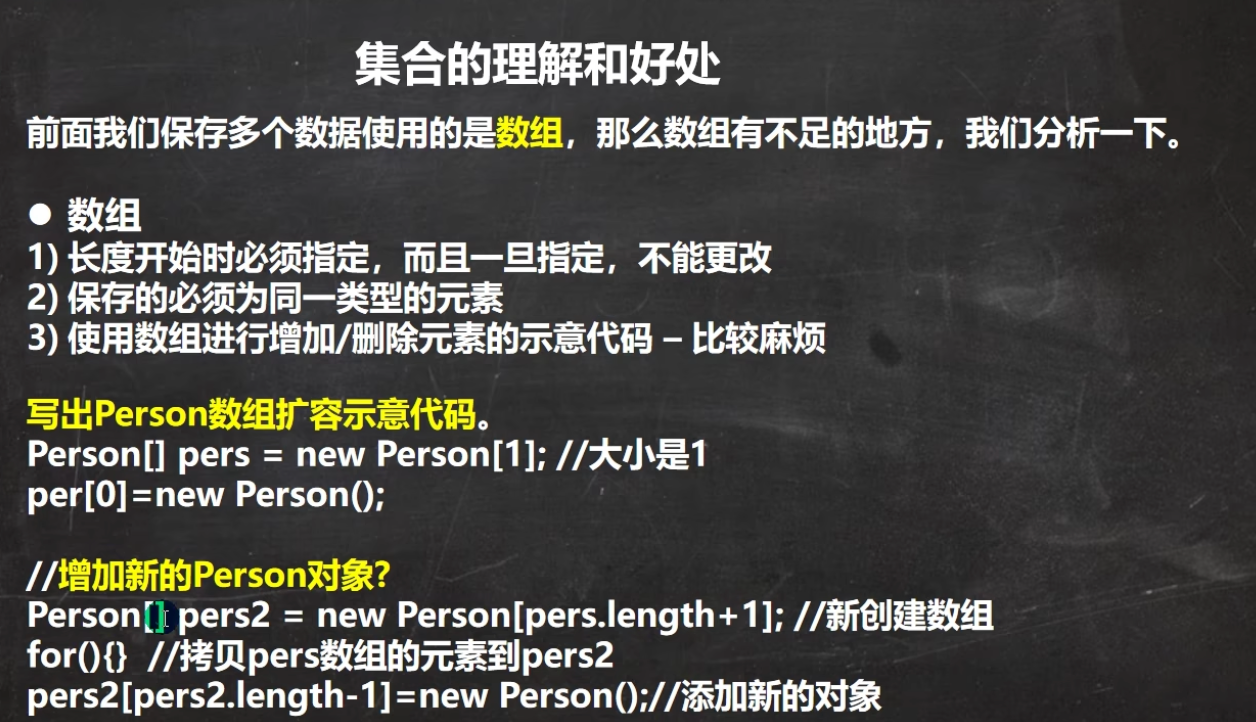 集合的理解和好处
前面我们保存多个数据使用的是数组，那么数组有不足的地方，我们分析一下。
● 数组
1) 长度开始时必须指定，而且一旦指定，不能更改
2) 保存的必须为同一类型的元素
3) 使用数组进行增加/删除元素的示意代码 – 比较麻烦
写出Person数组扩容示意代码。
Person[] pers = new Person[1]; //大小是1
per[0]=new Person();
//增加新的Person对象?
Person[] pers2 = new Person[pers.length+1]; //新创建数组
for(){} //拷贝pers数组的元素到pers2
pers2[pers2.length-1]=new Person();//添加新的对象